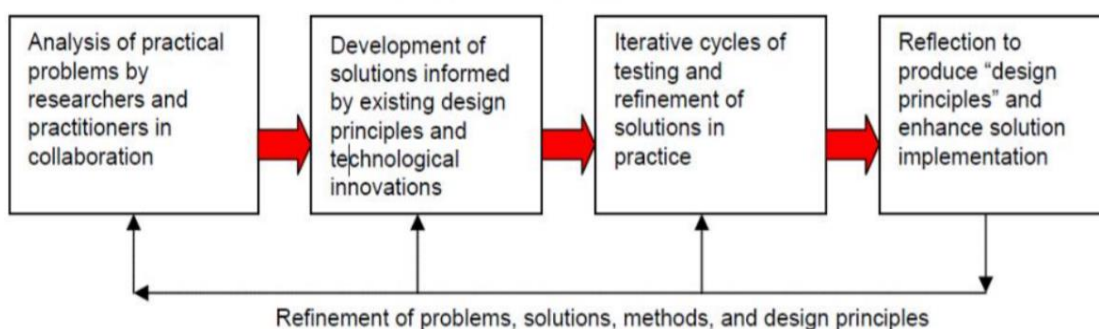 Analysis of practical
problems by
researchers and
practitioners in
collaboration
Development of
solutions informed
by existing design
principles and
technological
innovations
Iterative cycles of
testing and
refinement of
solutions in
practice
Reflection to
produce “design
principles” and
enhance solution
implementation
Refinement of problems, solutions, methods, and design principles